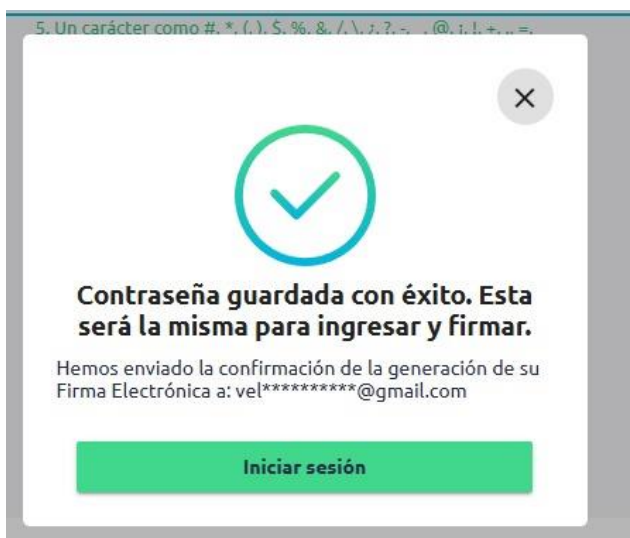 5. Un carácter como #, *, (, ), $, %, &, /, \, ¿, ?, -, _, @, ¡, !, +, ., =,
Contraseña guardada con éxito. Esta
será la misma para ingresar y firmar.
Hemos enviado la confirmación de la generación de su
Firma Electrónica a: vel**********@gmail.com
Iniciar sesión